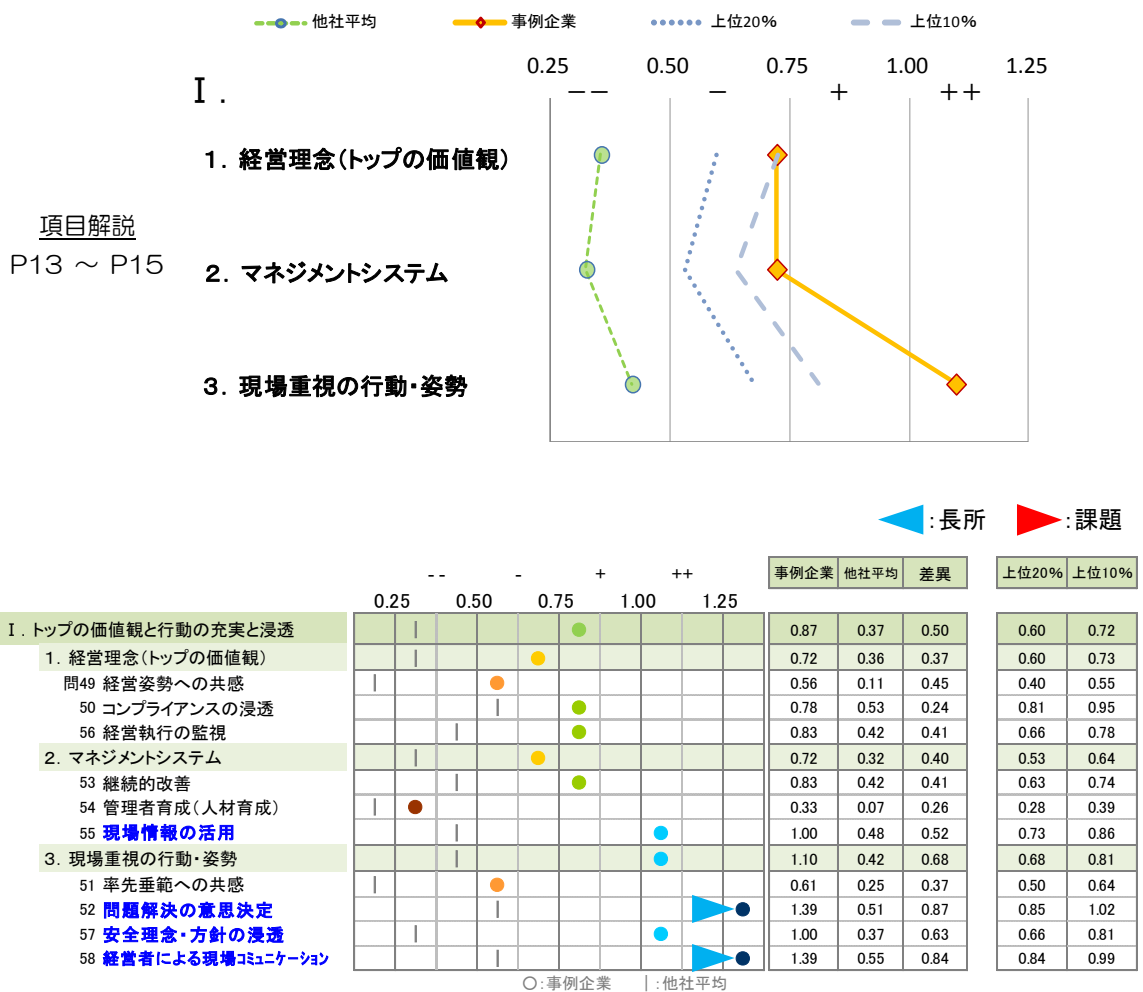 他社平均 事例企業 上位20% 上位10%
0.25 0.50 0.75 1.00 1.25
Ⅰ. －－ － ＋ ＋＋
1. 経営理念(トップの価値観)
項目解説
P13 ～ P15
2. マネジメントシステム
3. 現場重視の行動・姿勢
:長所 :課題
-- - + ++ 事例企業 他社平均 差異 上位20% 上位10%
0.25 0.50 0.75 1.00 1.25
Ⅰ. トップの価値観と行動の充実と浸透 0.87 0.37 0.50 0.60 0.72
1. 経営理念(トップの価値観) 0.72 0.36 0.37 0.60 0.73
問49 経営姿勢への共感 0.56 0.11 0.45 0.40 0.55
50 コンプライアンスの浸透 0.78 0.53 0.24 0.81 0.95
56 経営執行の監視 0.83 0.42 0.41 0.66 0.78
2. マネジメントシステム 0.72 0.32 0.40 0.53 0.64
53 継続的改善 0.83 0.42 0.41 0.63 0.74
54 管理者育成(人材育成) 0.33 0.07 0.26 0.28 0.39
55 現場情報の活用 1.00 0.48 0.52 0.73 0.86
3. 現場重視の行動・姿勢 1.10 0.42 0.68 0.68 0.81
51 率先垂範への共感 0.61 0.25 0.37 0.50 0.64
52 問題解決の意思決定 1.39 0.51 0.87 0.85 1.02
57 安全理念・方針の浸透 1.00 0.37 0.63 0.66 0.81
58 経営者による現場コミュニケーション 1.39 0.55 0.84 0.84 0.99
○:事例企業 |:他社平均